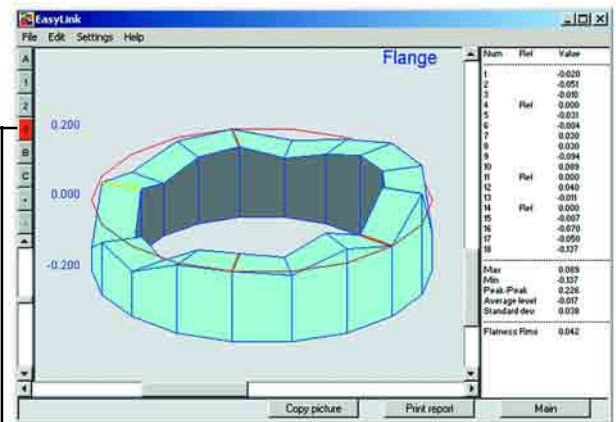 EasyLink
File Edit Settings Help
Flange
0.200
0.000
-0.200
A
1
2
B
C
Num Ref Value
1 -0.020
2 -0.051
3 -0.010
4 Ref 0.000
5 -0.031
6 -0.004
7 0.030
8 0.030
9 -0.094
10 0.089
11 Ref 0.000
12 0.040
13 -0.011
14 Ref 0.000
15 -0.007
16 -0.070
17 -0.050
18 -0.137
Max 0.089
Min -0.137
Peak-Peak 0.226
Average level -0.017
Standard dev 0.038
Flatness Rms 0.042
Copy picture Print report Main